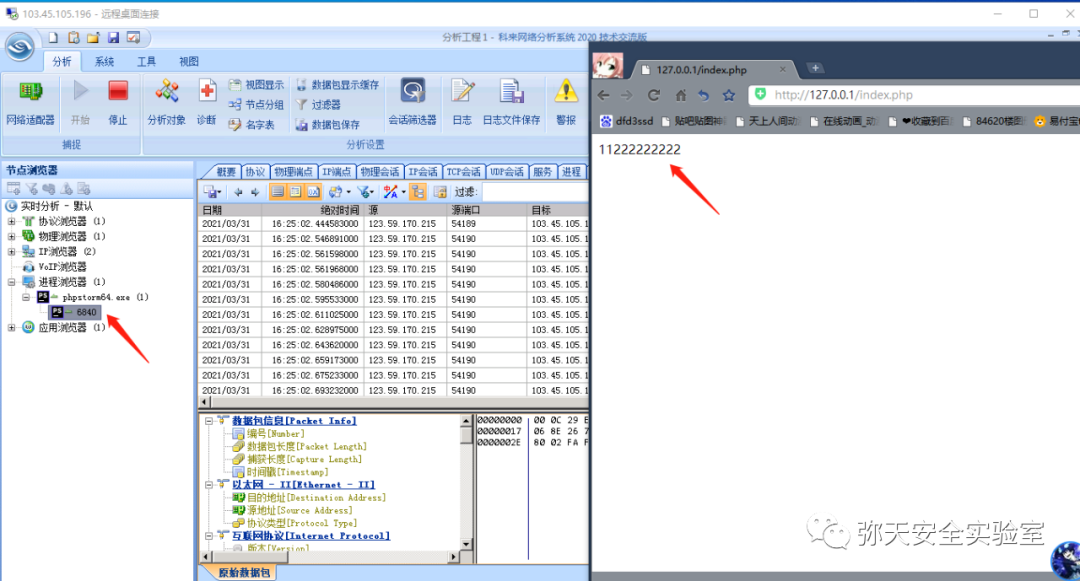 103.45.105.196 - 远程桌面连接
分析工程 1 - 科来网络分析系统 2020 技术交流版
分析 系统 工具 视图
网络适配器 开始 停止
捕捉
分析对象 诊断
视图显示
节点分组
名字表
数据包显示缓存
过滤器
数据包保存
会话筛选器 日志 日志文件保存 警报
分析设置
节点浏览器
实时分析 - 默认
协议浏览器 (1)
物理浏览器 (1)
IP浏览器 (2)
VoIP浏览器
进程浏览器 (1)
phpstorm64.exe (1)
6840
应用浏览器 (1)
概要 协议 物理端点 IP端点 物理会话 IP会话 TCP会话 UDP会话 服务 进程
过滤:
日期 绝对时间 源 源端口 目标
2021/03/31 16:25:02.444583000 123.59.170.215 54189 103.45.105.1
2021/03/31 16:25:02.546891000 123.59.170.215 54190 103.45.105.1
2021/03/31 16:25:02.561598000 123.59.170.215 54190 103.45.105.1
2021/03/31 16:25:02.561968000 123.59.170.215 54190 103.45.105.1
2021/03/31 16:25:02.580486000 123.59.170.215 54190 103.45.105.1
2021/03/31 16:25:02.595533000 123.59.170.215 54190 103.45.105.1
2021/03/31 16:25:02.611025000 123.59.170.215 54190 103.45.105.1
2021/03/31 16:25:02.628975000 123.59.170.215 54190 103.45.105.1
2021/03/31 16:25:02.643620000 123.59.170.215 54190 103.45.105.1
2021/03/31 16:25:02.659173000 123.59.170.215 54190 103.45.105.1
2021/03/31 16:25:02.675233000 123.59.170.215 54190 103.45.105.1
2021/03/31 16:25:02.693232000 123.59.170.215 54190 103.45.105.1
数据包信息[Packet Info]
编号[Number]
数据包长度[Packet Length]
捕获长度[Capture Length]
时间戳[Timestamp]
以太网 - II[Ethernet - II]
目的地址[Destination Address]
源地址[Source Address]
协议类型[Protocol Type]
互联网协议[Internet Protocol]
版本[Version]
00000000 00 0C 29
00000017 06 8E 26
0000002E 80 02 FA
原始数据包
127.0.0.1/index.php
http://127.0.0.1/index.php
dfd3ssd 贴吧贴图神 天上人间动 在线动画_动 ❤收藏到百 84620楼图 易付宝
11222222222
弥天安全实验室